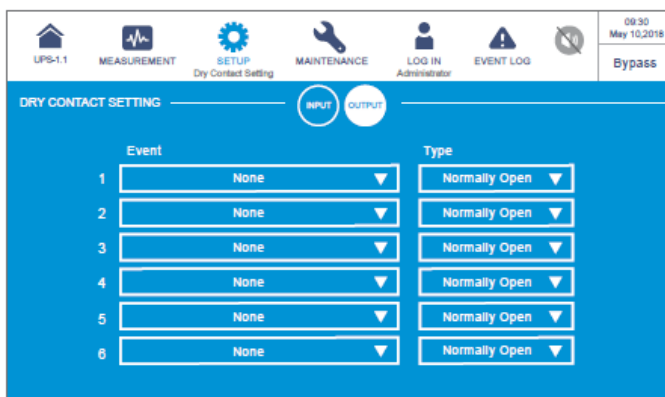 09:30
May 10,2018
UPS-1.1 MEASUREMENT SETUP MAINTENANCE LOG IN EVENT LOG
Dry Contact Setting Administrator
Bypass
DRY CONTACT SETTING INPUT OUTPUT
Event Type
1 None Normally Open
2 None Normally Open
3 None Normally Open
4 None Normally Open
5 None Normally Open
6 None Normally Open